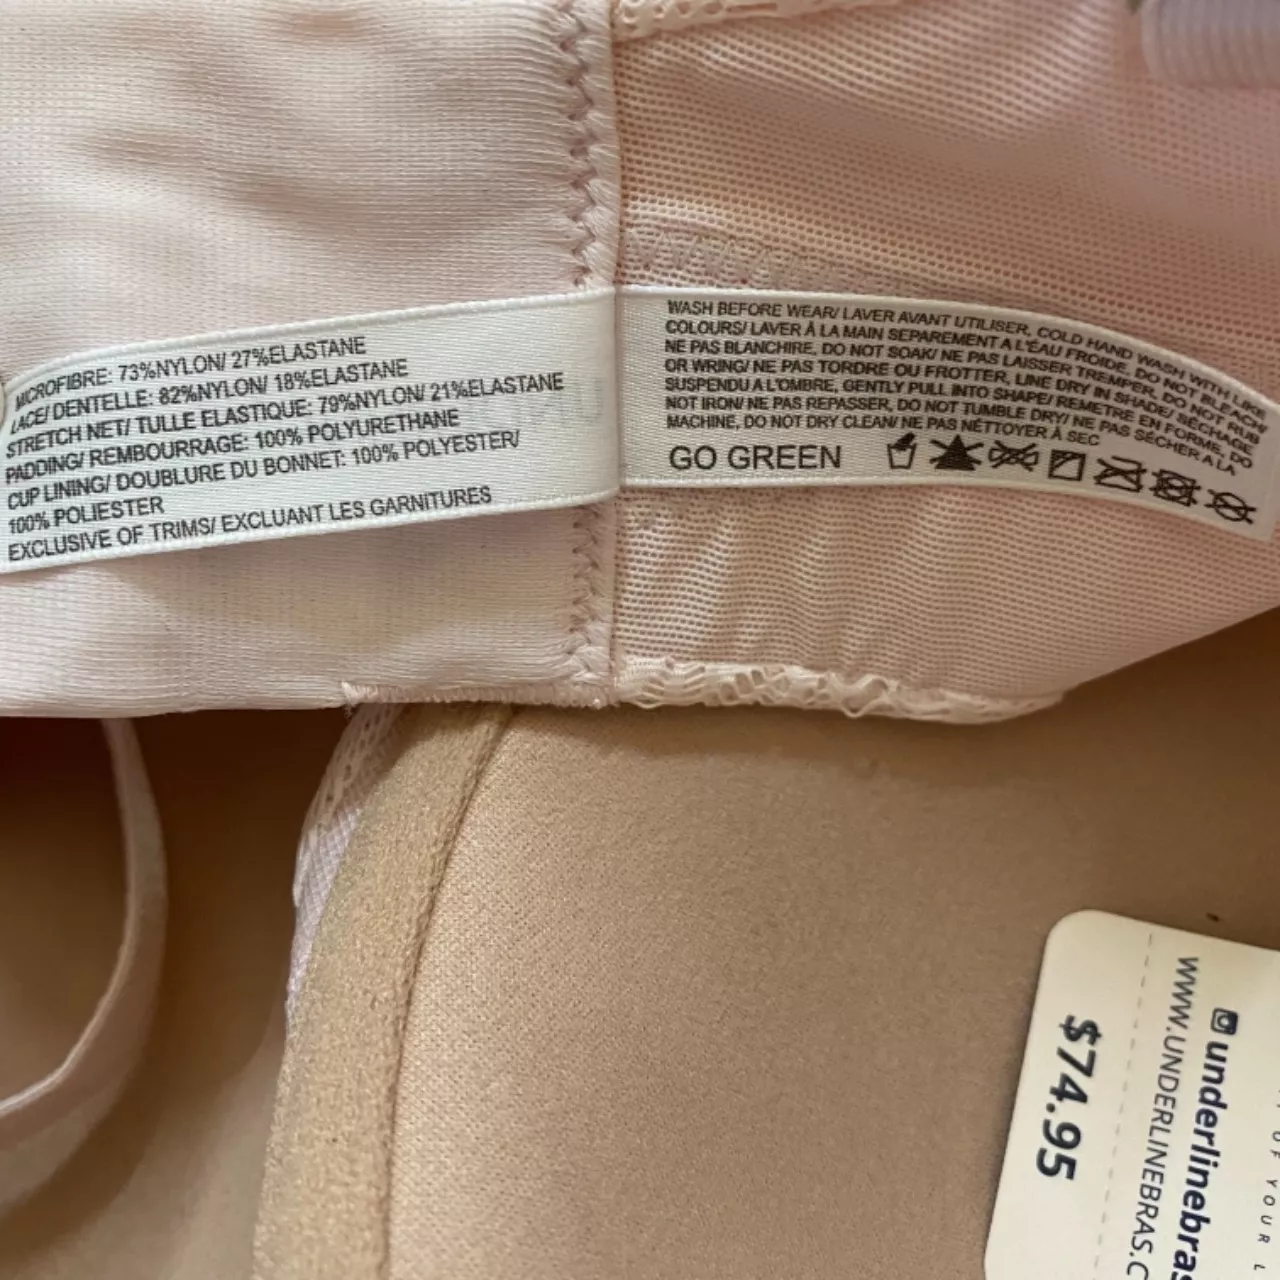 MICROFIBRE: 73%NYLON/ 27%ELASTANE
LACE/ DENTELLE: 82%NYLON/ 18%ELASTANE
STRETCH NET/ TULLE ELASTIQUE: 79%NYLON/ 21%ELASTANE
PADDING/ REMBOURRAGE: 100% POLYURETHANE
CUP LINING/ DOUBLURE DU BONNET: 100% POLYESTER/
100% POLIESTER
EXCLUSIVE OF TRIMS/ EXCLUANT LES GARNITURES
WASH BEFORE WEAR/ LAVER AVANT UTILISER, COLD HAND WASH WITH LIKE
COLOURS/ LAVER À LA MAIN SEPAREMENT A L'ÉAU FROIDE, DO NOT BLEACH/
NE PAS BLANCHIRE, DO NOT SOAK/ NE PAS LAISSER TREMPER, DO NOT RUB
OR WRING/ NE PAS TORDRE OU FROTTER, LINE DRY IN SHADE/ SÉCHAGE
SUSPENDU A L'OMBRE, GENTLY PULL INTO SHAPE/ REMETRE EN FORME, DO
NOT IRON/ NE PAS REPASSER, DO NOT TUMBLE DRY/ NE PAS SÉCHER A LA
MACHINE, DO NOT DRY CLEAN/ NE PAS NÉTTOYER À SEC
GO GREEN
$74.95
WWW.UNDERLINEBRAS.C
underlinebras
OF YOUR L